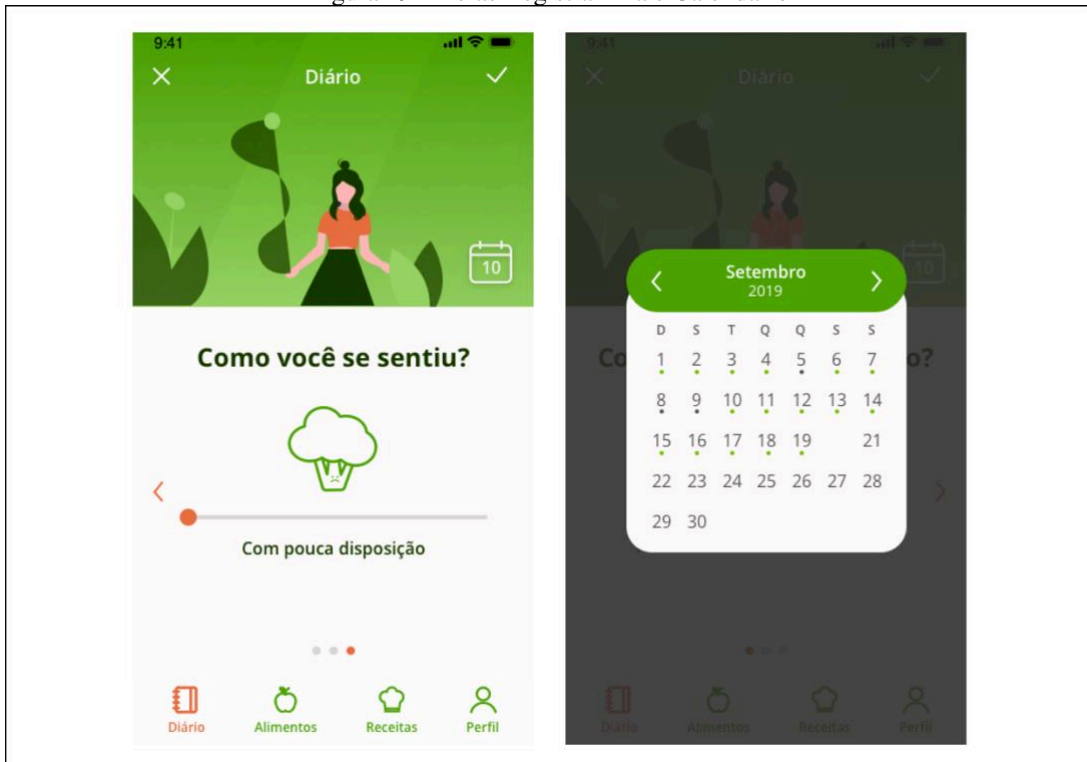 9:41
Diário
10
Como você se sentiu?
Com pouca disposição
Diário Alimentos Receitas Perfil
9:41
Diário
10
Setembro
2019
D S T Q Q S S
1 2 3 4 5 6 7
8 9 10 11 12 13 14
15 16 17 18 19 21
22 23 24 25 26 27 28
29 30
Diário Alimentos Receitas Perfil